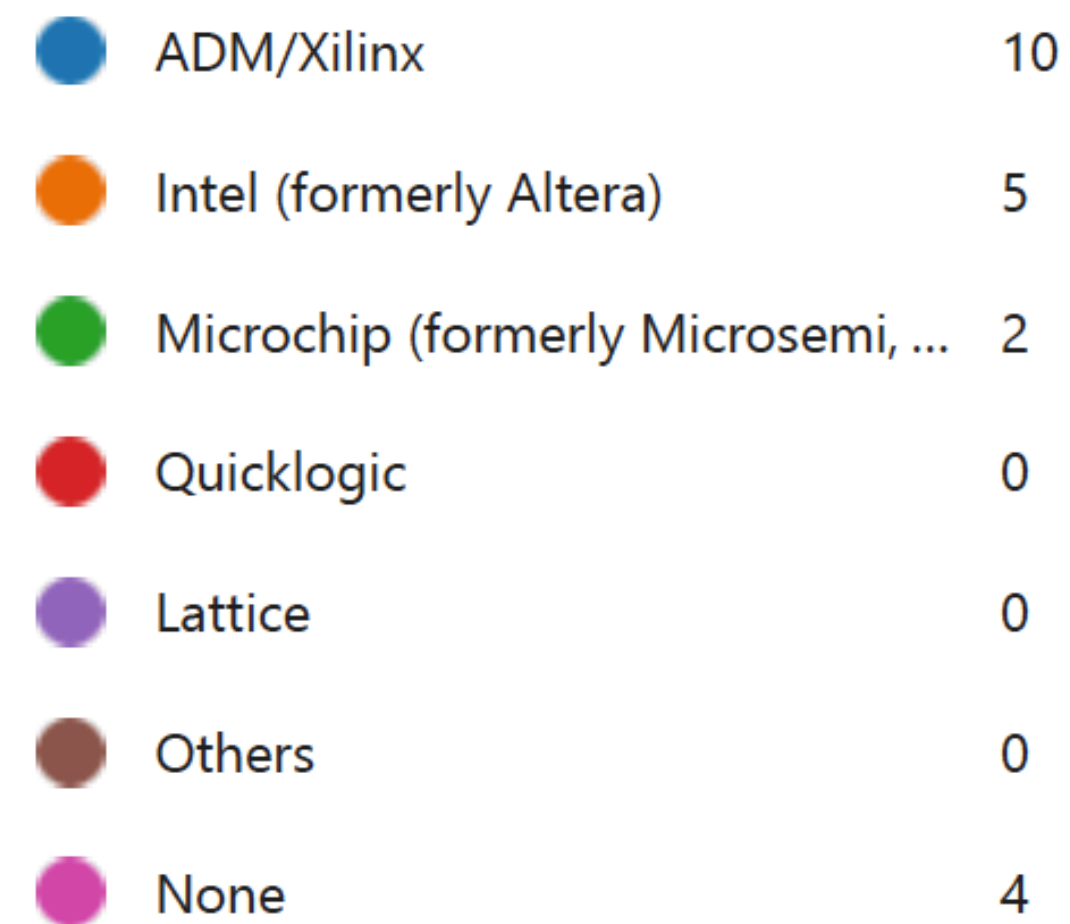 ADM/Xilinx 10
Intel (formerly Altera) 5
Microchip (formerly Microsemi, ... 2
Quicklogic 0
Lattice 0
Others 0
None 4